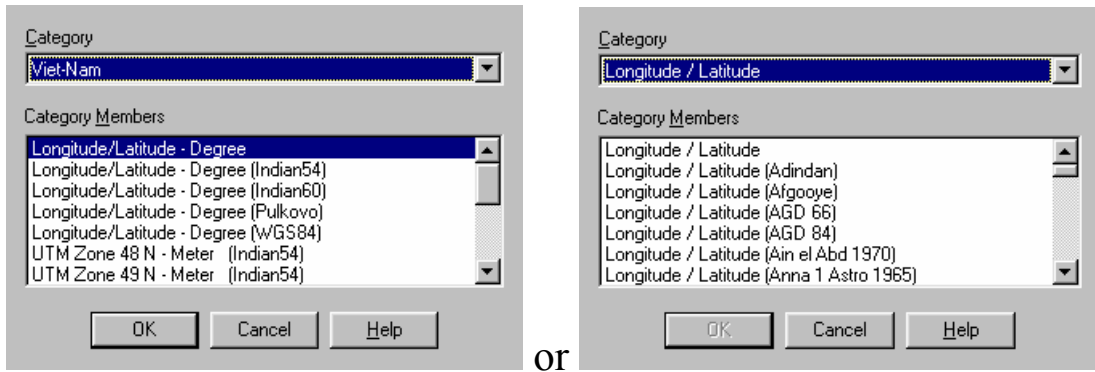 Category
Viet-Nam
Category Members
Longitude/Latitude - Degree
Longitude/Latitude - Degree (Indian54)
Longitude/Latitude - Degree (Indian60)
Longitude/Latitude - Degree (Pulkovo)
Longitude/Latitude - Degree (WGS84)
UTM Zone 48 N - Meter (Indian54)
UTM Zone 49 N - Meter (Indian54)
OK Cancel Help
or
Category
Longitude / Latitude
Category Members
Longitude / Latitude
Longitude / Latitude (Adindan)
Longitude / Latitude (Afgooye)
Longitude / Latitude (AGD 66)
Longitude / Latitude (AGD 84)
Longitude / Latitude (Ain el Abd 1970)
Longitude / Latitude (Anna 1 Astro 1965)
OK Cancel Help